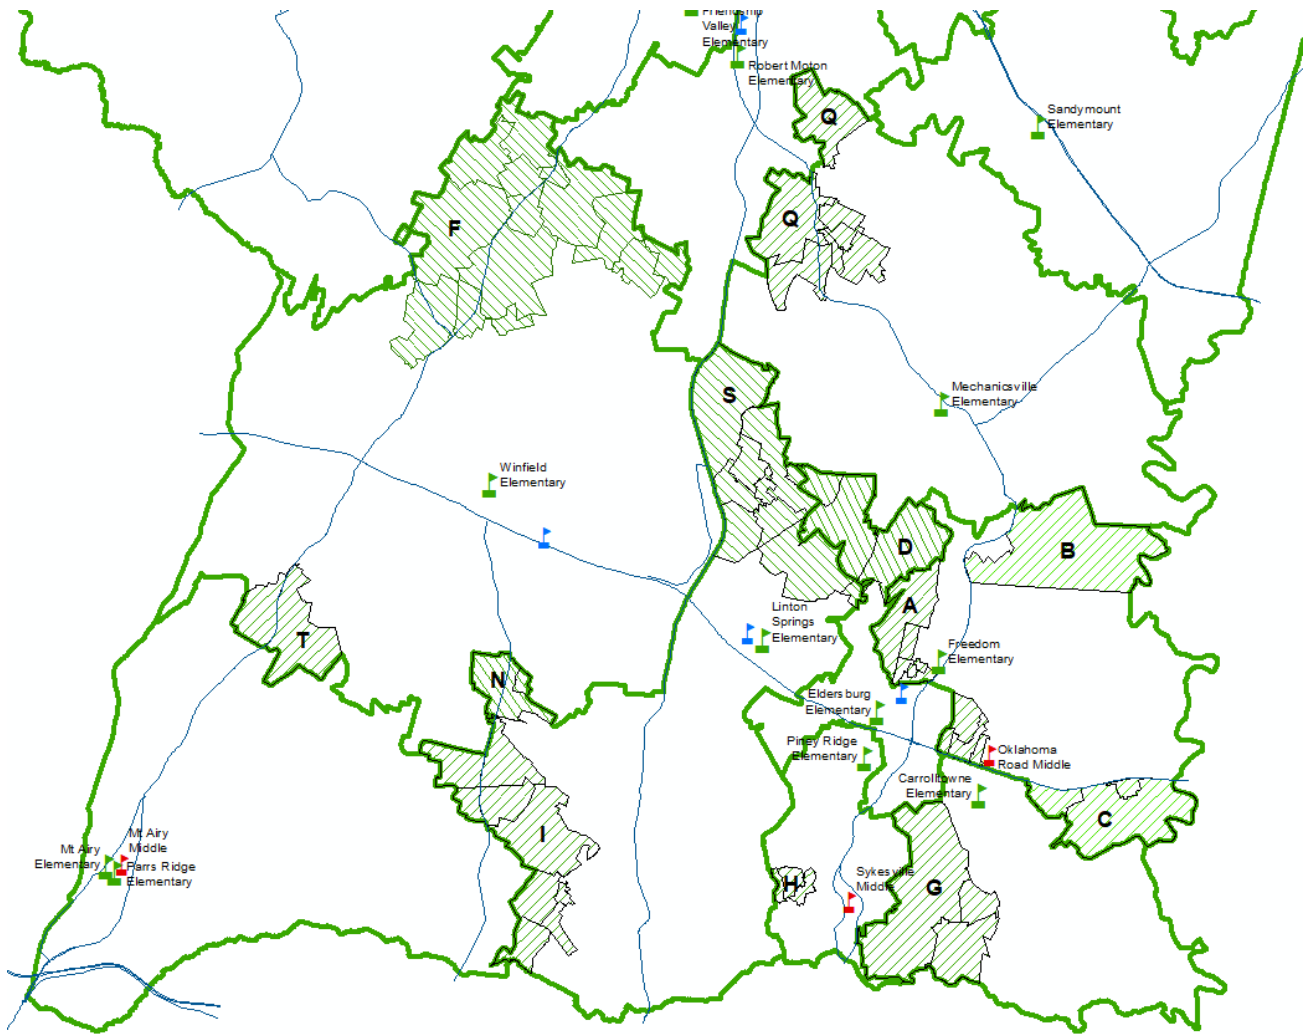 Friendship
Valley
Elementary
Robert Moton
Elementary
Q
Sandymount
Elementary
F
Q
Mechanicsville
Elementary
S
Winfield
Elementary
D
B
A
Linton
Springs
Elementary
T
Freedom
Elementary
N
Eldersburg
Elementary
Piney Ridge
Elementary
Oklahoma
Road Middle
Carrolltowne
Elementary
C
I
Mt Airy
Elementary
Mt Airy
Middle
Parrs Ridge
Elementary
H
Sykesville
Middle
G